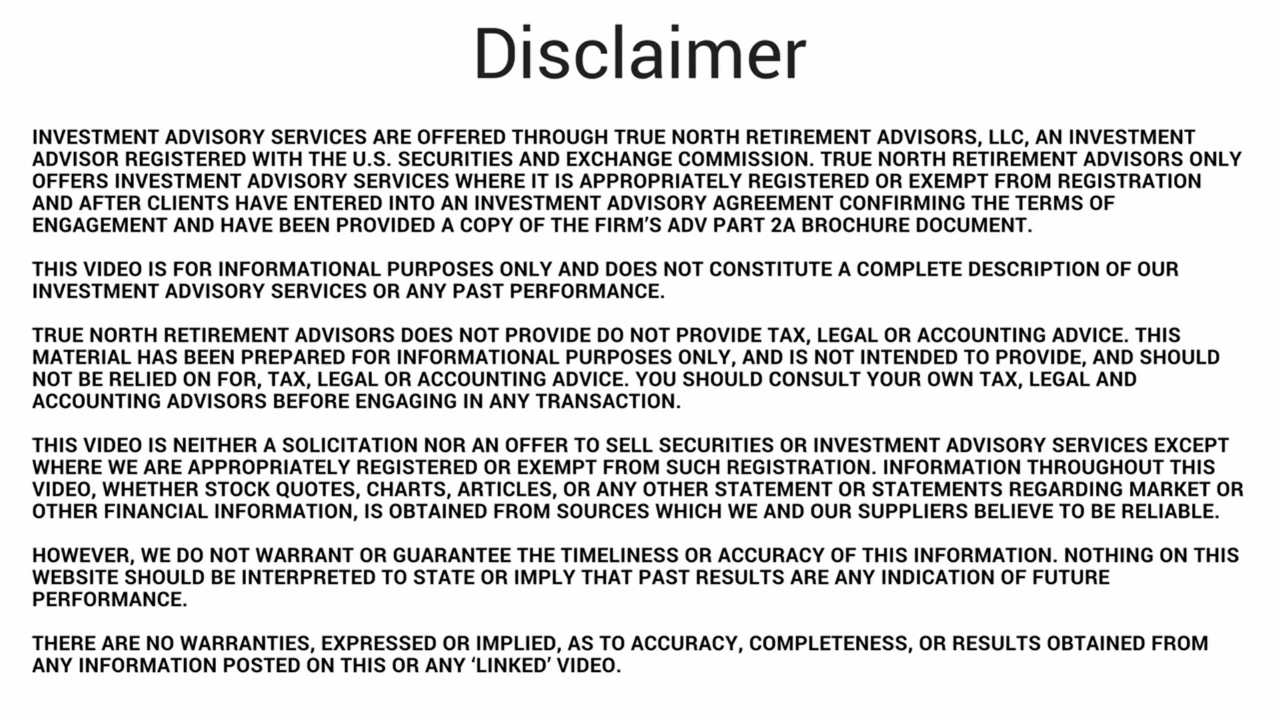 Disclaimer
INVESTMENT ADVISORY SERVICES ARE OFFERED THROUGH TRUE NORTH RETIREMENT ADVISORS, LLC, AN INVESTMENT
ADVISOR REGISTERED WITH THE U.S. SECURITIES AND EXCHANGE COMMISSION. TRUE NORTH RETIREMENT ADVISORS ONLY
OFFERS INVESTMENT ADVISORY SERVICES WHERE IT IS APPROPRIATELY REGISTERED OR EXEMPT FROM REGISTRATION
AND AFTER CLIENTS HAVE ENTERED INTO AN INVESTMENT ADVISORY AGREEMENT CONFIRMING THE TERMS OF
ENGAGEMENT AND HAVE BEEN PROVIDED A COPY OF THE FIRM'S ADV PART 2A BROCHURE DOCUMENT.
THIS VIDEO IS FOR INFORMATIONAL PURPOSES ONLY AND DOES NOT CONSTITUTE A COMPLETE DESCRIPTION OF OUR
INVESTMENT ADVISORY SERVICES OR ANY PAST PERFORMANCE.
TRUE NORTH RETIREMENT ADVISORS DOES NOT PROVIDE DO NOT PROVIDE TAX, LEGAL OR ACCOUNTING ADVICE. THIS
MATERIAL HAS BEEN PREPARED FOR INFORMATIONAL PURPOSES ONLY, AND IS NOT INTENDED TO PROVIDE, AND SHOULD
NOT BE RELIED ON FOR, TAX, LEGAL OR ACCOUNTING ADVICE. YOU SHOULD CONSULT YOUR OWN TAX, LEGAL AND
ACCOUNTING ADVISORS BEFORE ENGAGING IN ANY TRANSACTION.
THIS VIDEO IS NEITHER A SOLICITATION NOR AN OFFER TO SELL SECURITIES OR INVESTMENT ADVISORY SERVICES EXCEPT
WHERE WE ARE APPROPRIATELY REGISTERED OR EXEMPT FROM SUCH REGISTRATION. INFORMATION THROUGHOUT THIS
VIDEO, WHETHER STOCK QUOTES, CHARTS, ARTICLES, OR ANY OTHER STATEMENT OR STATEMENTS REGARDING MARKET OR
OTHER FINANCIAL INFORMATION, IS OBTAINED FROM SOURCES WHICH WE AND OUR SUPPLIERS BELIEVE TO BE RELIABLE.
HOWEVER, WE DO NOT WARRANT OR GUARANTEE THE TIMELINESS OR ACCURACY OF THIS INFORMATION. NOTHING ON THIS
WEBSITE SHOULD BE INTERPRETED TO STATE OR IMPLY THAT PAST RESULTS ARE ANY INDICATION OF FUTURE
PERFORMANCE.
THERE ARE NO WARRANTIES, EXPRESSED OR IMPLIED, AS TO ACCURACY, COMPLETENESS, OR RESULTS OBTAINED FROM
ANY INFORMATION POSTED ON THIS OR ANY ‘LINKED’ VIDEO.